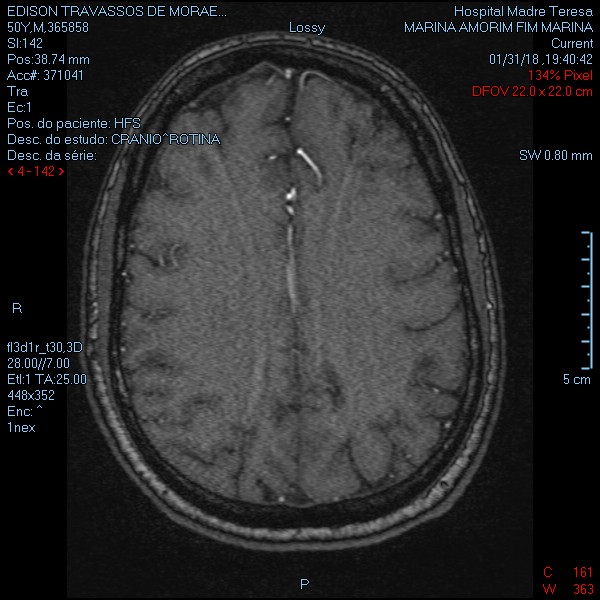 EDISON TRAVASSOS DE MORAE...
50Y,M,365858
Sl:142
Pos:38.74 mm
Acc#: 371041
Tra
Ec:1
Pos. do paciente: HFS
Desc. do estudo: CRANIO^ROTINA
Desc. da série:
< 4 - 142 >
Lossy
Hospital Madre Teresa
MARINA AMORIM FIM MARINA
Current
01/31/18 ,19:40:42
134% Pixel
DFOV 22.0 x 22.0 cm
SW 0.80 mm
R
fl3d1r_t30,3D
28.00//7.00
Etl:1 TA:25.00
448x352
Enc: ^
1nex
5 cm
P
C 161
W 363